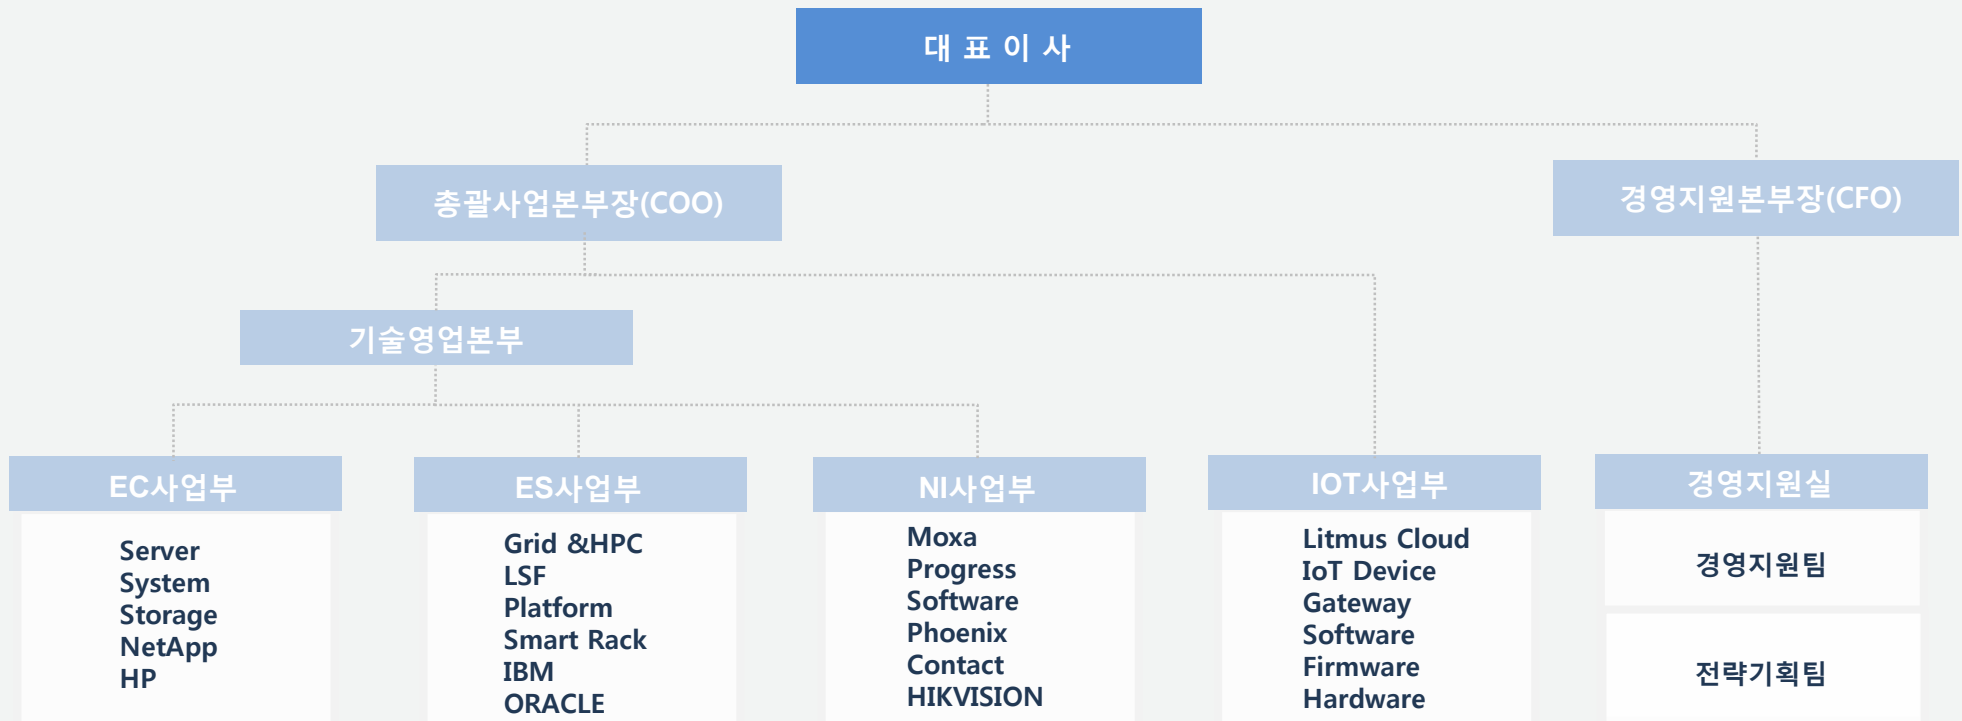 대 표 이 사
총괄사업본부장(COO)
경영지원본부장(CFO)
기술영업본부
EC사업부
Server
System
Storage
NetApp
HP
ES사업부
Grid &HPC
LSF
Platform
Smart Rack
IBM
ORACLE
NI사업부
Moxa
Progress
Software
Phoenix
Contact
HIKVISION
IOT사업부
Litmus Cloud
IoT Device
Gateway
Software
Firmware
Hardware
경영지원실
경영지원팀
전략기획팀